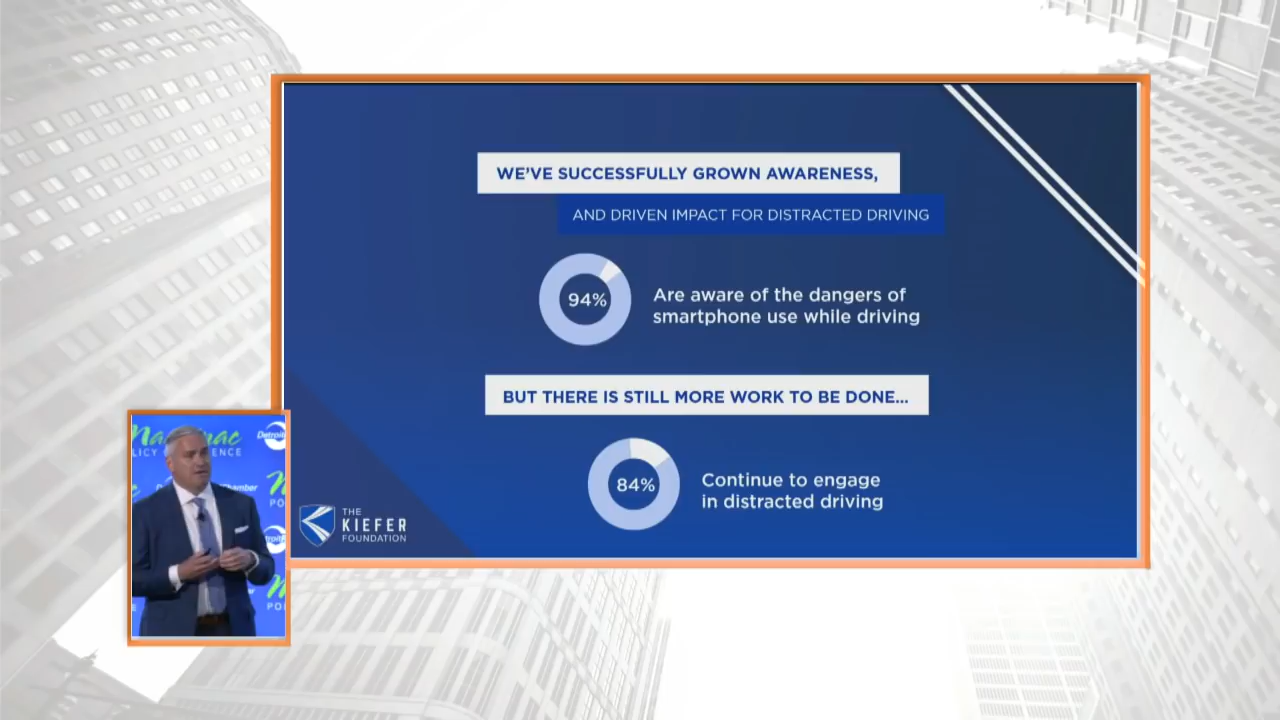 WE'VE SUCCESSFULLY GROWN AWARENESS,
AND DRIVEN IMPACT FOR DISTRACTED DRIVING
94%
Are aware of the dangers of
smartphone use while driving
BUT THERE IS STILL MORE WORK TO BE DONE...
84%
Continue to engage
in distracted driving
THE
KIEFER
FOUNDATION